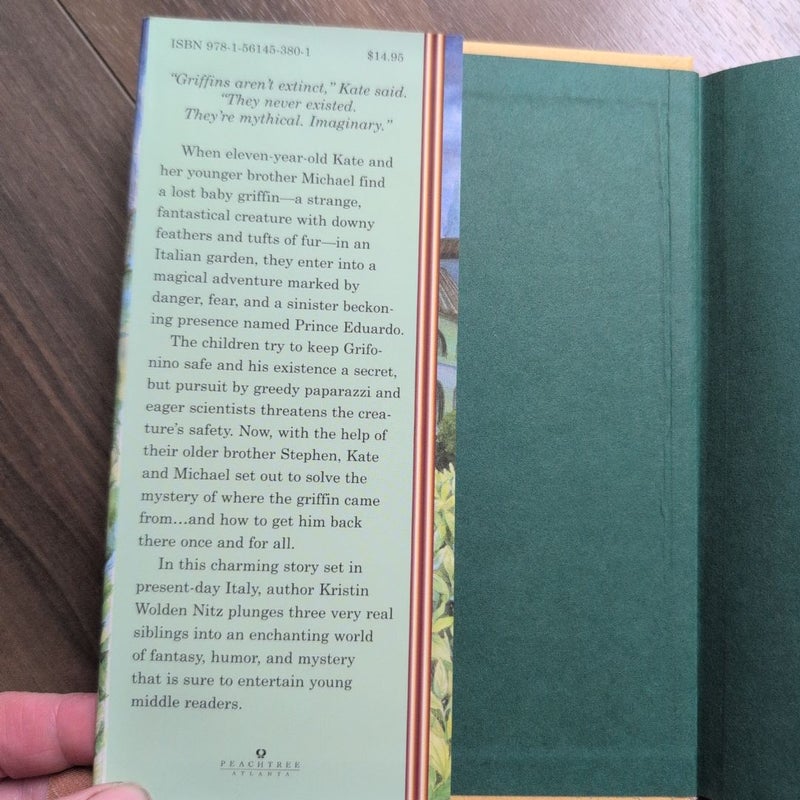 ISBN 978-1-56145-380-1
$14.95
“Griffins aren’t extinct,” Kate said.
“They never existed.
They’re mythical. Imaginary.”
When eleven-year-old Kate and
her younger brother Michael find
a lost baby griffin—a strange,
fantastical creature with downy
feathers and tufts of fur—in an
Italian garden, they enter into a
magical adventure marked by
danger, fear, and a sinister beckon-
ing presence named Prince Eduardo.
The children try to keep Grifo-
nino safe and his existence a secret,
but pursuit by greedy paparazzi and
eager scientists threatens the crea-
ture’s safety. Now, with the help of
their older brother Stephen, Kate
and Michael set out to solve the
mystery of where the griffin came
from...and how to get him back
there once and for all.
In this charming story set in
present-day Italy, author Kristin
Wolden Nitz plunges three very real
siblings into an enchanting world
of fantasy, humor, and mystery
that is sure to entertain young
middle readers.
PEACHTREE
ATLANTA